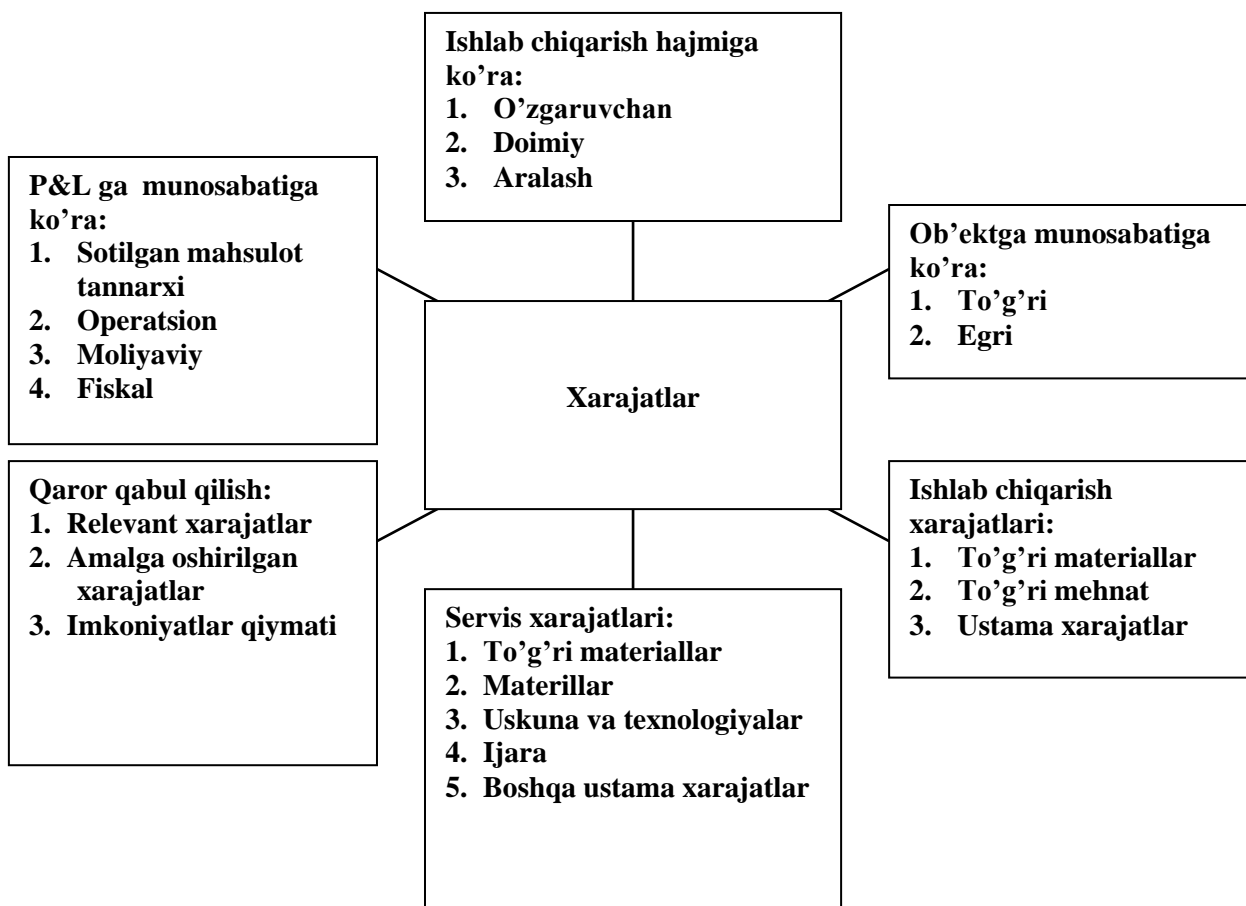 Ishlab chiqarish hajmiga
ko’ra:
1. O’zgaruvchan
2. Doimiy
3. Aralash
P&L ga munosabatiga
ko’ra:
1. Sotilgan mahsulot
tannarxi
2. Operatsion
3. Moliyaviy
4. Fiskal
Ob’ektga munosabatiga
ko’ra:
1. To’g’ri
2. Egri
Xarajatlar
Qaror qabul qilish:
1. Relevant xarajatlar
2. Amalga oshirilgan
xarajatlar
3. Imkoniyatlar qiymati
Ishlab chiqarish
xarajatlari:
1. To’g’ri materiallar
2. To’g’ri mehnat
3. Ustama xarajatlar
Servis xarajatlari:
1. To’g’ri materiallar
2. Materillar
3. Uskuna va texnologiyalar
4. Ijara
5. Boshqa ustama xarajatlar